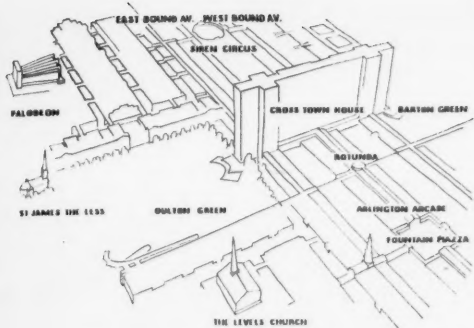 EAST BOUND AV. WEST BOUND AV.
SIREN CIRCUS
PALODEON
CROSS TOWN HOUSE
BARTON GREEN
ROTUNDA
ST JAMES THE LESS
OULTON GREEN
ARLINGTON ARCADE
FOUNTAIN PIAZZA
THE LEVELS CHURCH